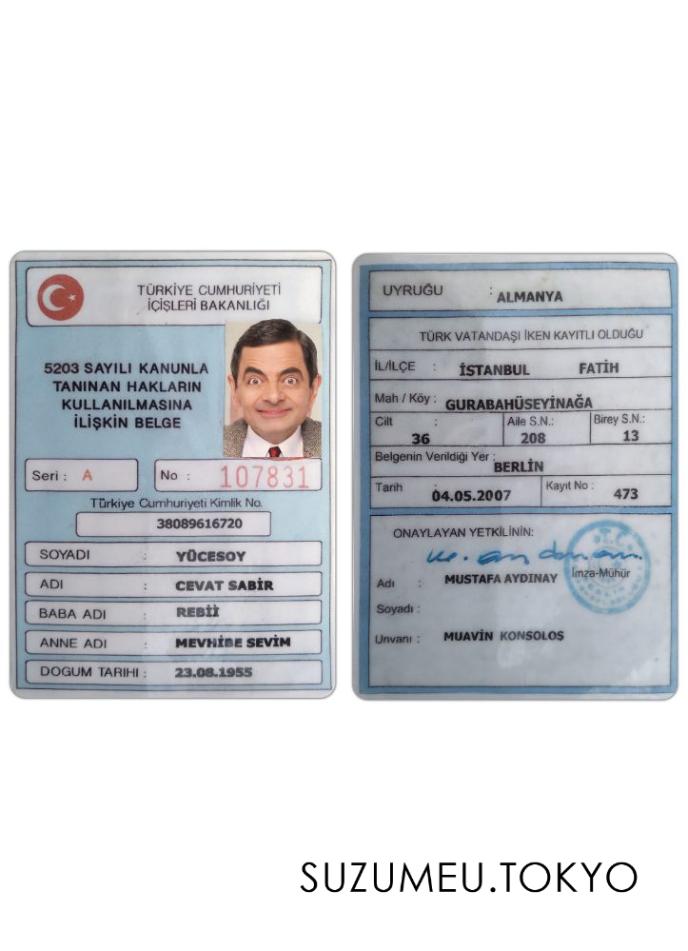 TÜRKİYE CUMHURİYETİ
İÇİŞLERİ BAKANLIĞI
5203 SAYILI KANUNLA
TANINAN HAKLARIN
KULLANILMASINA
İLİŞKİN BELGE
Seri : A No : 107831
Türkiye Cumhuriyeti Kimlik No.
38089616720
SOYADI : YÜCESOY
ADI : CEVAT SABİR
BABA ADI : REBİİ
ANNE ADI : MEVHİBE SEVİM
DOĞUM TARIHI : 23.08.1955
UYRUĞU : ALMANYA
TÜRK VATANDAŞI İKEN KAYITLI OLDUĞU
İL/İLÇE : İSTANBUL FATİH
Mah / Köy : GURABAHÜSEYİNAĞA
Cilt : 36 Aile S.N.: 208 Birey S.N.: 13
Belgenin Verildiği Yer : BERLİN
Tarih : 04.05.2007 Kayıt No : 473
ONAYLAYAN YETKİLİNİN:
İmza-Mühür
Adı : MUSTAFA AYDINAY
Soyadı :
Unvanı : MUAVİN KONSOLOS
SUZUMEU.TOKYO